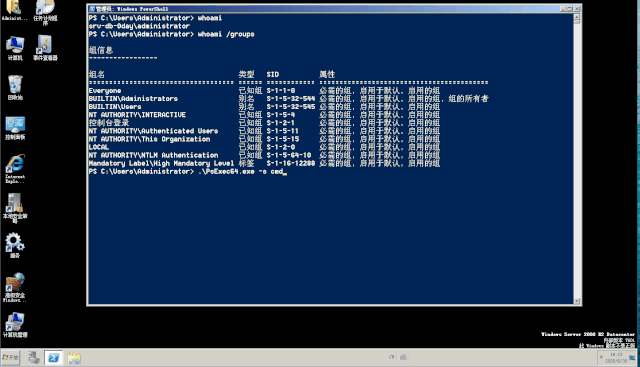 Administ...
任务计划程
序
计算机
事件查看器
回收站
控制面板
Internet
Explo...
服务
Windows...
计算机管理
管理员: Windows PowerShell
PS C:\Users\Administrator> whoami
srv-db-0day\administrator
PS C:\Users\Administrator> whoami /groups
组信息
-----------------
组名 类型 SID 属性
Everyone 已知组 S-1-1-0 必需的组, 启用于默认, 启用的组
BUILTIN\Administrators 别名 S-1-5-32-544 必需的组, 启用于默认, 启用的组, 组的所有者
BUILTIN\Users 别名 S-1-5-32-545 必需的组, 启用于默认, 启用的组
NT AUTHORITY\INTERACTIVE 已知组 S-1-5-4 必需的组, 启用于默认, 启用的组
控制台登录 已知组 S-1-2-1 必需的组, 启用于默认, 启用的组
NT AUTHORITY\Authenticated Users 已知组 S-1-5-11 必需的组, 启用于默认, 启用的组
NT AUTHORITY\This Organization 已知组 S-1-5-15 必需的组, 启用于默认, 启用的组
LOCAL 已知组 S-1-2-0 必需的组, 启用于默认, 启用的组
NT AUTHORITY\NTLM Authentication 已知组 S-1-5-64-10 必需的组, 启用于默认, 启用的组
Mandatory Label\High Mandatory Level 标签 S-1-16-12288 必需的组, 启用于默认, 启用的组
PS C:\Users\Administrator> .\PsExec64.exe -s cmd_
Windows Server 2008 R2 Datacenter
内部版本 7601
此 Windows 副本不是正版
开始
CH